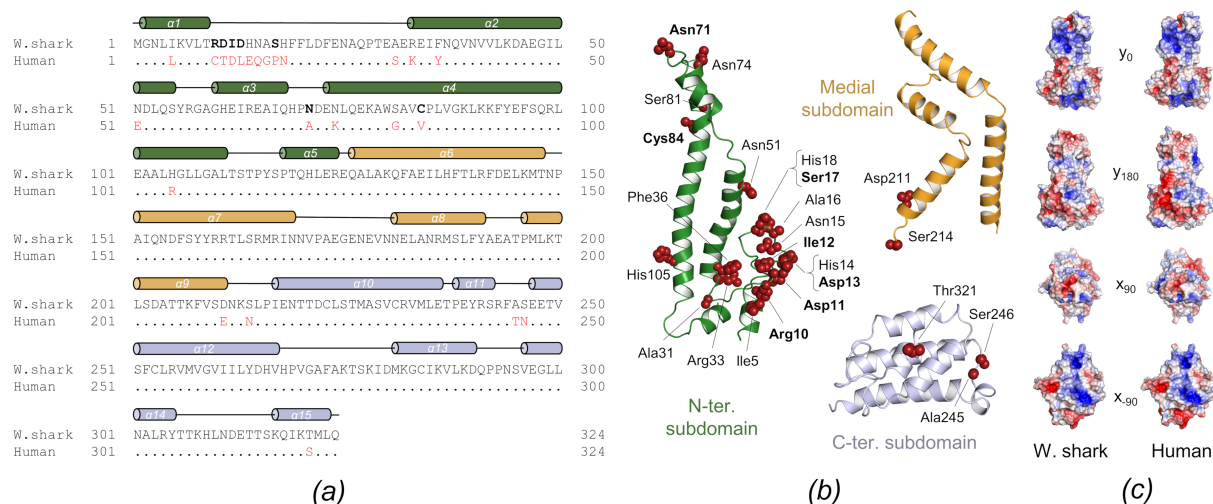 α1 α2
W.shark 1 MGNLIKVLTRDIDHNASHFFLDFENAQPTEAEREIFNQVNVVLKDAEGIL 50
Human 1 ....L....CTDLEQGPN............S.K..Y.............. 50
α3 α4
W.shark 51 NDLQSYRGAGHEIREAIQHPNDENLQEKAWSAVCPLVGKLKKFYEFSQRL 100
Human 51 E...................A..K......G..V................ 100
α5 α6
W.shark 101 EAALHGLLGALTSTPYSPTQHLEREQALAKQFAEILHFTLRFDELKMTNP 150
Human 101 ....R............................................. 150
α7 α8
W.shark 151 AIQNDFSYYRRTLSRMRINNVPAEGENEVNNELANRMSLFYAEATPMLKT 200
Human 151 .................................................. 200
α9 α10 α11
W.shark 201 LSDATTKFVSDNKSLPIENTTDCLSTMASVCRVMLETPEYRSRFASEETV 250
Human 201 ..........E..N..............................TN.... 250
α12 α13
W.shark 251 SFCLRVMVGVIILYDHVHPVGAFAKTSKIDMKGCIKVLKDQPPNSVEGLL 300
Human 251 .................................................. 300
α14 α15
W.shark 301 NALRYTTKHLNDETTSKQIKTMLQ 324
Human 301 ....................S... 324
(a)
Asn71
Asn74
Ser81
Cys84
Asn51
His18
Ser17
Phe36
Ala16
Asn15
Ile12
His14
Asp13
His105
Asp11
Arg10
Ala31
Arg33
Ile5
N-ter.
subdomain
Medial
subdomain
Asp211
Ser214
Thr321
Ser246
Ala245
C-ter. subdomain
(b)
y0
y180
x90
x-90
W. shark
Human
(c)